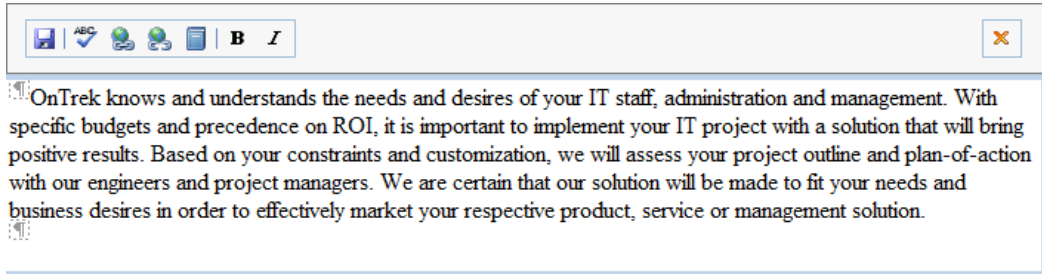 ABC B I
OnTrek knows and understands the needs and desires of your IT staff, administration and management. With
specific budgets and precedence on ROI, it is important to implement your IT project with a solution that will bring
positive results. Based on your constraints and customization, we will assess your project outline and plan-of-action
with our engineers and project managers. We are certain that our solution will be made to fit your needs and
business desires in order to effectively market your respective product, service or management solution.